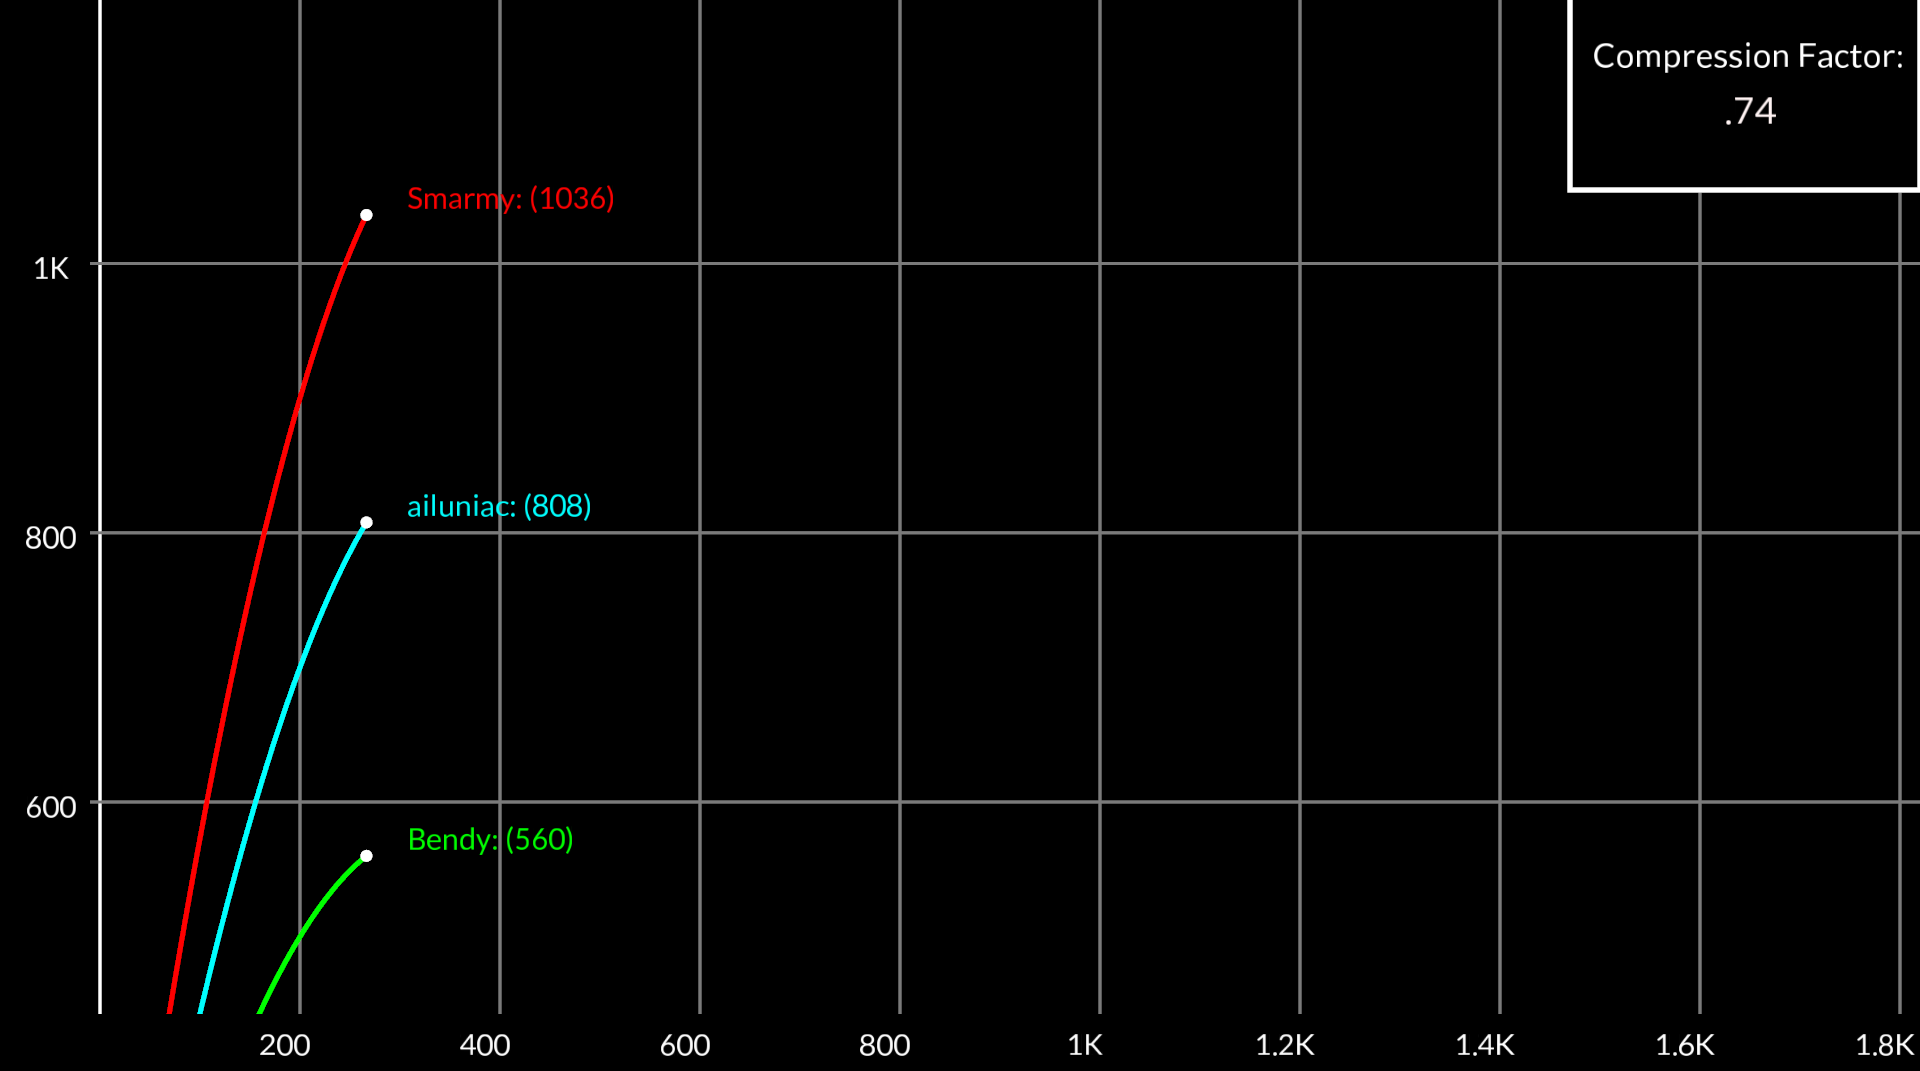 Compression Factor:
.74
Smarmy: (1036)
1K
ailuniac: (808)
800
600
Bendy: (560)
200 400 600 800 1K 1.2K 1.4K 1.6K 1.8K